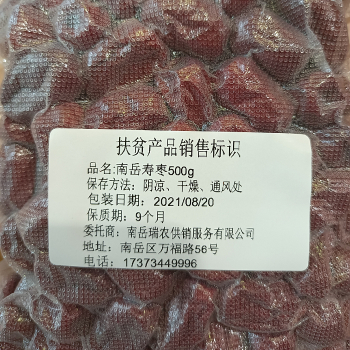 扶贫产品销售标识
品名:南岳寿枣500g
保存方法：阴凉、干燥、通风处
包装日期：2021/08/20
保质期：9个月
委托商：南岳瑞农供销服务有限公司
地址：南岳区万福路56号
电话：17373449996